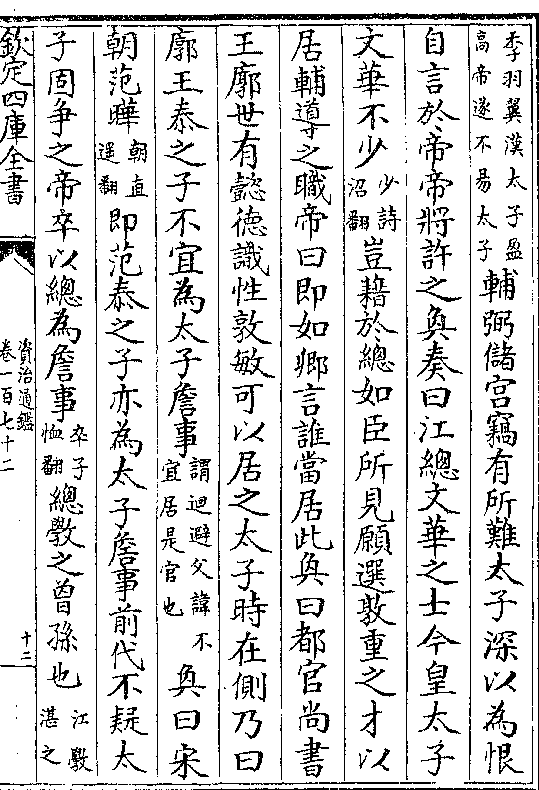 季羽翼漢太子盈
高帝遂不易太子
輔弼儲宮竊有所難太子深以為恨
自言於帝帝將許之奐奏曰江總文華之士今皇太子
文華不少
少詩
沼翻
豈藉於總如臣所見願選敦重之才以
居輔導之職帝曰即如卿言誰當居此奐曰都官尚書
王廓世有懿德識性敦敏可以居之太子時在側乃曰
廓王泰之子不宜為太子詹事
謂迴避父諱不
宜居是官也
奐曰宋
朝范曄
朝直
遥翻
即范泰之子亦為太子詹事前代不疑太
子固爭之帝卒以總為詹事
卒子
恤翻
總斆之曾孫也
江斆
湛之
欽定四庫全書
資治通鑑
卷一百七十二
十二